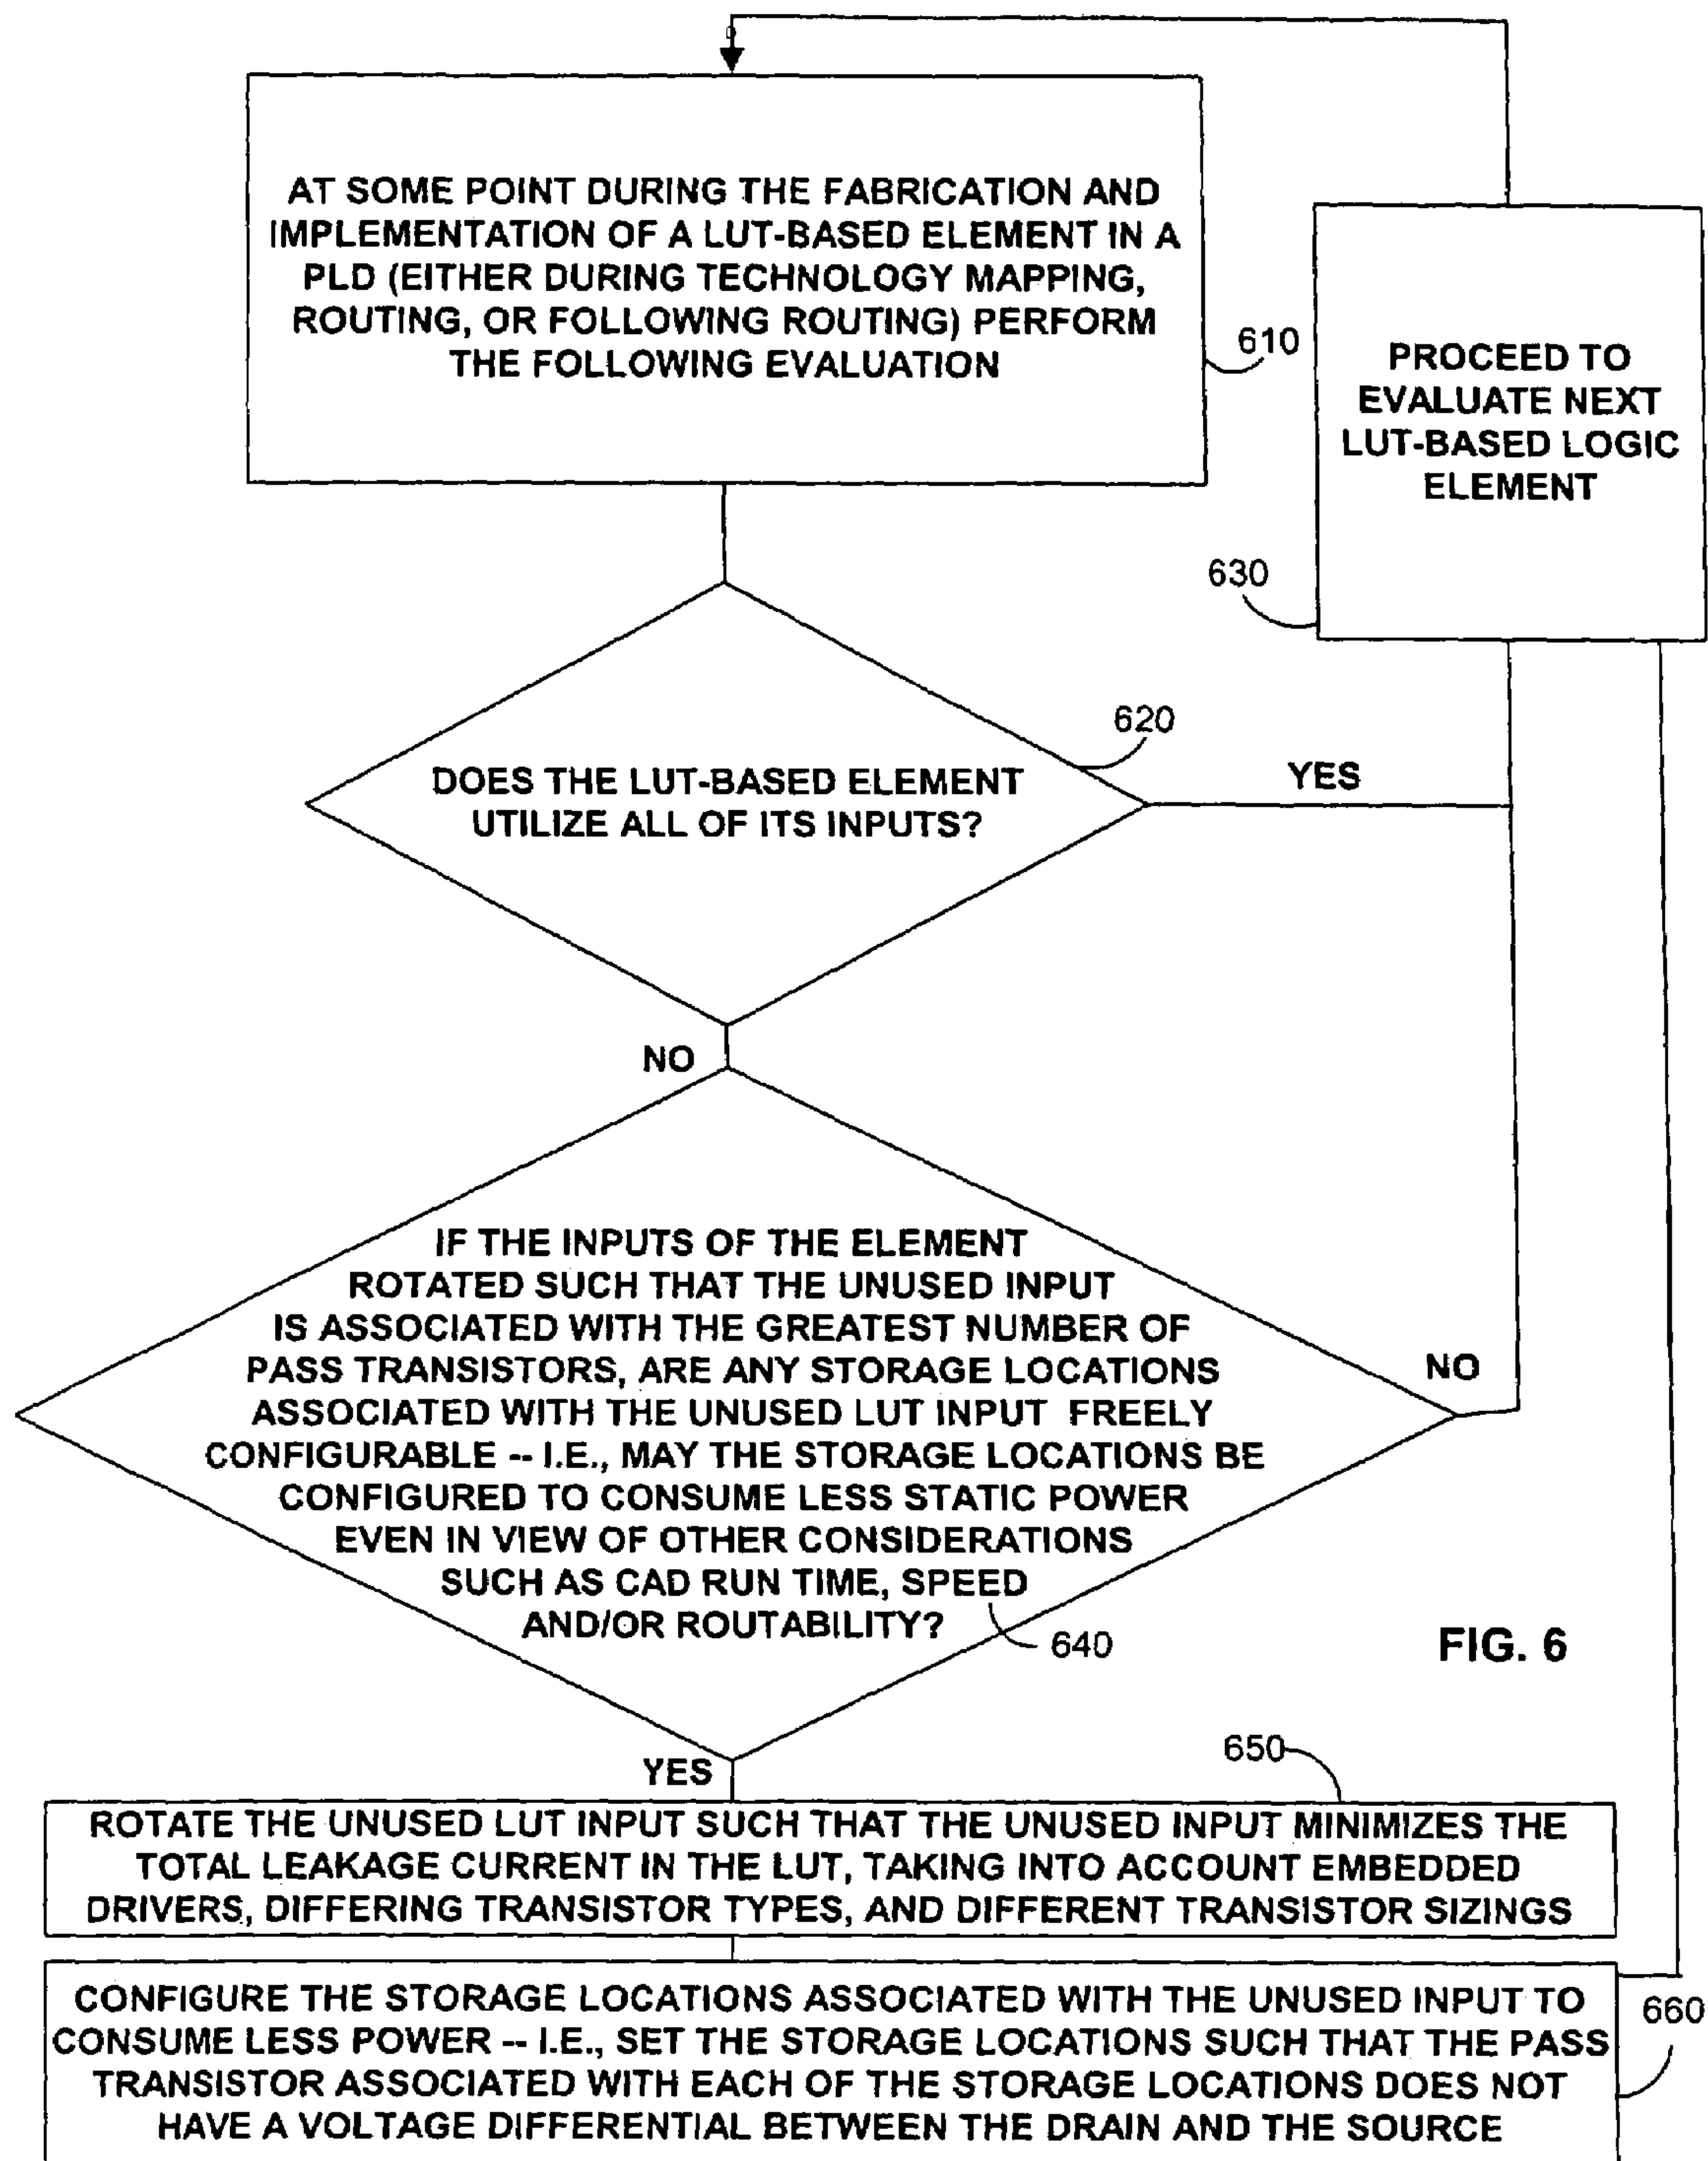 AT SOME POINT DURING THE FABRICATION AND
IMPLEMENTATION OF A LUT-BASED ELEMENT IN A
PLD (EITHER DURING TECHNOLOGY MAPPING,
ROUTING, OR FOLLOWING ROUTING) PERFORM
THE FOLLOWING EVALUATION
610
PROCEED TO
EVALUATE NEXT
LUT-BASED LOGIC
ELEMENT
630
620
DOES THE LUT-BASED ELEMENT
UTILIZE ALL OF ITS INPUTS?
YES
NO
IF THE INPUTS OF THE ELEMENT
ROTATED SUCH THAT THE UNUSED INPUT
IS ASSOCIATED WITH THE GREATEST NUMBER OF
PASS TRANSISTORS, ARE ANY STORAGE LOCATIONS
ASSOCIATED WITH THE UNUSED LUT INPUT FREELY
CONFIGURABLE -- I.E., MAY THE STORAGE LOCATIONS BE
CONFIGURED TO CONSUME LESS STATIC POWER
EVEN IN VIEW OF OTHER CONSIDERATIONS
SUCH AS CAD RUN TIME, SPEED
AND/OR ROUTABILITY?
NO
640
FIG. 6
YES
650
ROTATE THE UNUSED LUT INPUT SUCH THAT THE UNUSED INPUT MINIMIZES THE
TOTAL LEAKAGE CURRENT IN THE LUT, TAKING INTO ACCOUNT EMBEDDED
DRIVERS, DIFFERING TRANSISTOR TYPES, AND DIFFERENT TRANSISTOR SIZINGS
CONFIGURE THE STORAGE LOCATIONS ASSOCIATED WITH THE UNUSED INPUT TO
CONSUME LESS POWER -- I.E., SET THE STORAGE LOCATIONS SUCH THAT THE PASS
TRANSISTOR ASSOCIATED WITH EACH OF THE STORAGE LOCATIONS DOES NOT
HAVE A VOLTAGE DIFFERENTIAL BETWEEN THE DRAIN AND THE SOURCE
660